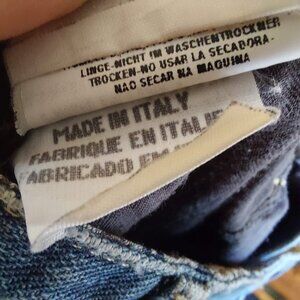 LINGE-NICHT IM WASCHENTROCKNER
TROCKEN-NO USAR LA SECADORA-
NAO SECAR NA MAQUINA
MADE IN ITALY
FABRIQUE EN ITALIE
FABRICADO EN